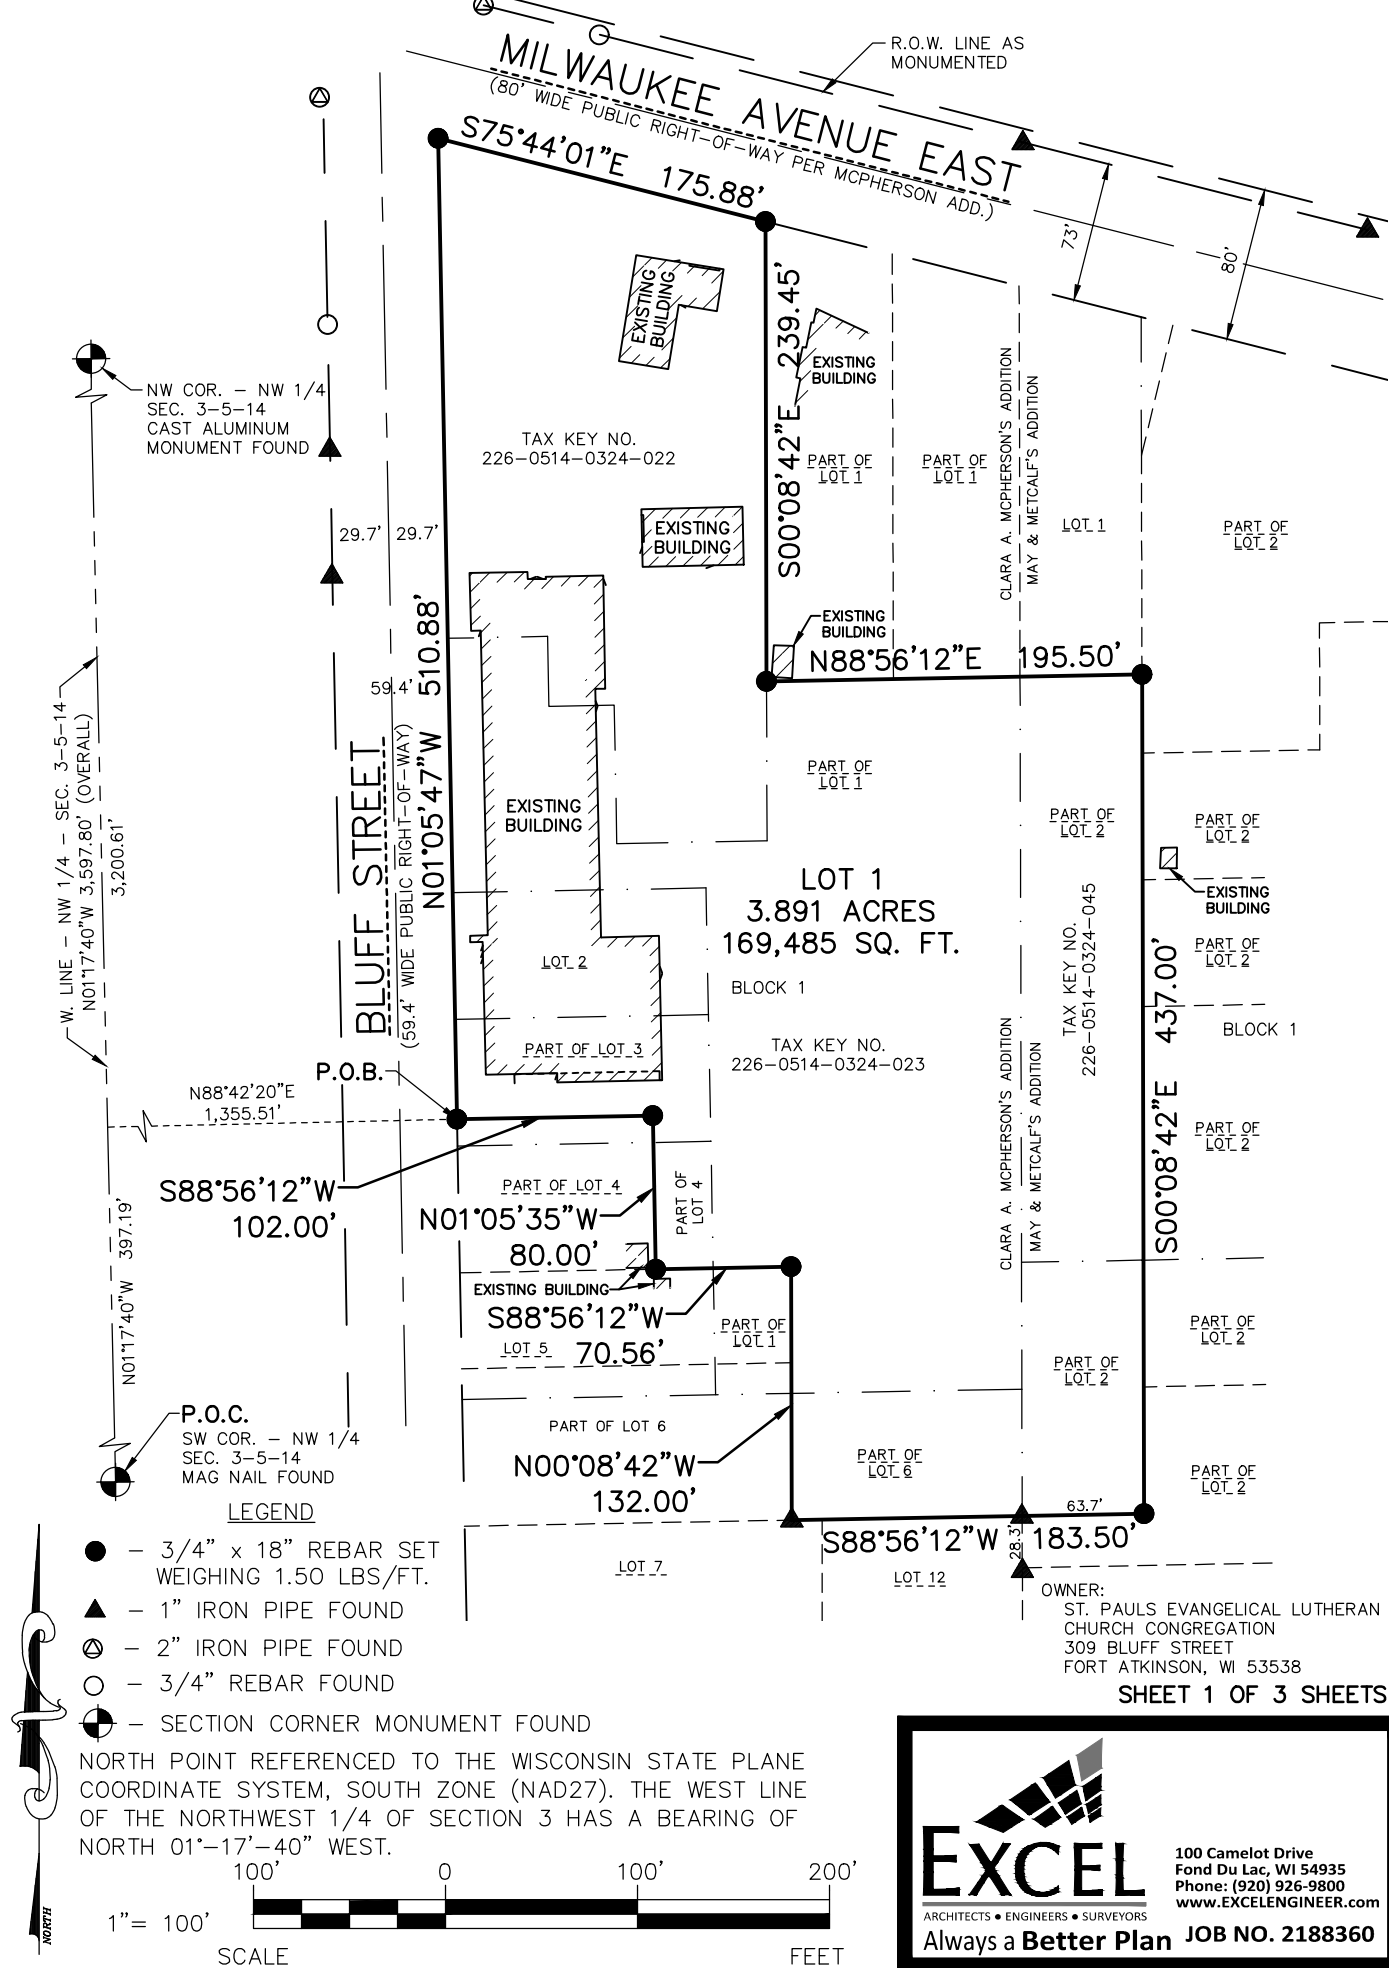 R.O.W. LINE AS
MONUMENTED
MILWAUKEE AVENUE EAST
(80' WIDE PUBLIC RIGHT-OF-WAY PER MCPHERSON ADD.)
S75°44'01"E 175.88'
73'
80'
EXISTING
BUILDING
S00°08'42"E 239.45'
EXISTING
BUILDING
NW COR. - NW 1/4
SEC. 3-5-14
CAST ALUMINUM
MONUMENT FOUND
TAX KEY NO.
226-0514-0324-022
PART OF
LOT 1
PART OF
LOT 1
CLARA A. MCPHERSON'S ADDITION
MAY & METCALF'S ADDITION
LOT 1
PART OF
LOT 2
29.7'
29.7'
EXISTING
BUILDING
EXISTING
BUILDING
N88°56'12"E 195.50'
59.4'
N01°05'47"W 510.88'
BLUFF STREET
(59.4' WIDE PUBLIC RIGHT-OF-WAY)
W. LINE - NW 1/4 - SEC. 3-5-14
N01°17'40"W 3,597.80' (OVERALL)
3,200.61'
PART OF
LOT 1
EXISTING
BUILDING
PART OF
LOT 2
PART OF
LOT 2
LOT 1
3.891 ACRES
169,485 SQ. FT.
EXISTING
BUILDING
TAX KEY NO.
226-0514-0324-045
PART OF
LOT 2
LOT 2
BLOCK 1
S00°08'42"E 437.00'
BLOCK 1
PART OF LOT 3
TAX KEY NO.
226-0514-0324-023
P.O.B.
N88°42'20"E
1,355.51'
CLARA A. MCPHERSON'S ADDITION
MAY & METCALF'S ADDITION
PART OF
LOT 2
S88°56'12"W
102.00'
PART OF LOT 4
PART OF
LOT 4
N01°05'35"W
80.00'
N01°17'40"W 397.19'
EXISTING BUILDING
S88°56'12"W
70.56'
LOT 5
PART OF
LOT 1
PART OF
LOT 2
PART OF
LOT 2
P.O.C.
SW COR. - NW 1/4
SEC. 3-5-14
MAG NAIL FOUND
PART OF LOT 6
N00°08'42"W
132.00'
PART OF
LOT 6
PART OF
LOT 2
63.7'
S88°56'12"W 183.50'
28.3'
LOT 7
LOT 12
LEGEND
- 3/4" x 18" REBAR SET
WEIGHING 1.50 LBS/FT.
- 1" IRON PIPE FOUND
- 2" IRON PIPE FOUND
- 3/4" REBAR FOUND
- SECTION CORNER MONUMENT FOUND
OWNER:
ST. PAULS EVANGELICAL LUTHERAN
CHURCH CONGREGATION
309 BLUFF STREET
FORT ATKINSON, WI 53538
SHEET 1 OF 3 SHEETS
NORTH POINT REFERENCED TO THE WISCONSIN STATE PLANE
COORDINATE SYSTEM, SOUTH ZONE (NAD27). THE WEST LINE
OF THE NORTHWEST 1/4 OF SECTION 3 HAS A BEARING OF
NORTH 01°-17'-40" WEST.
NORTH
100' 0 100' 200'
1"= 100'
SCALE FEET
EXCEL
ARCHITECTS • ENGINEERS • SURVEYORS
Always a Better Plan
100 Camelot Drive
Fond Du Lac, WI 54935
Phone: (920) 926-9800
www.EXCELENGINEER.com
JOB NO. 2188360